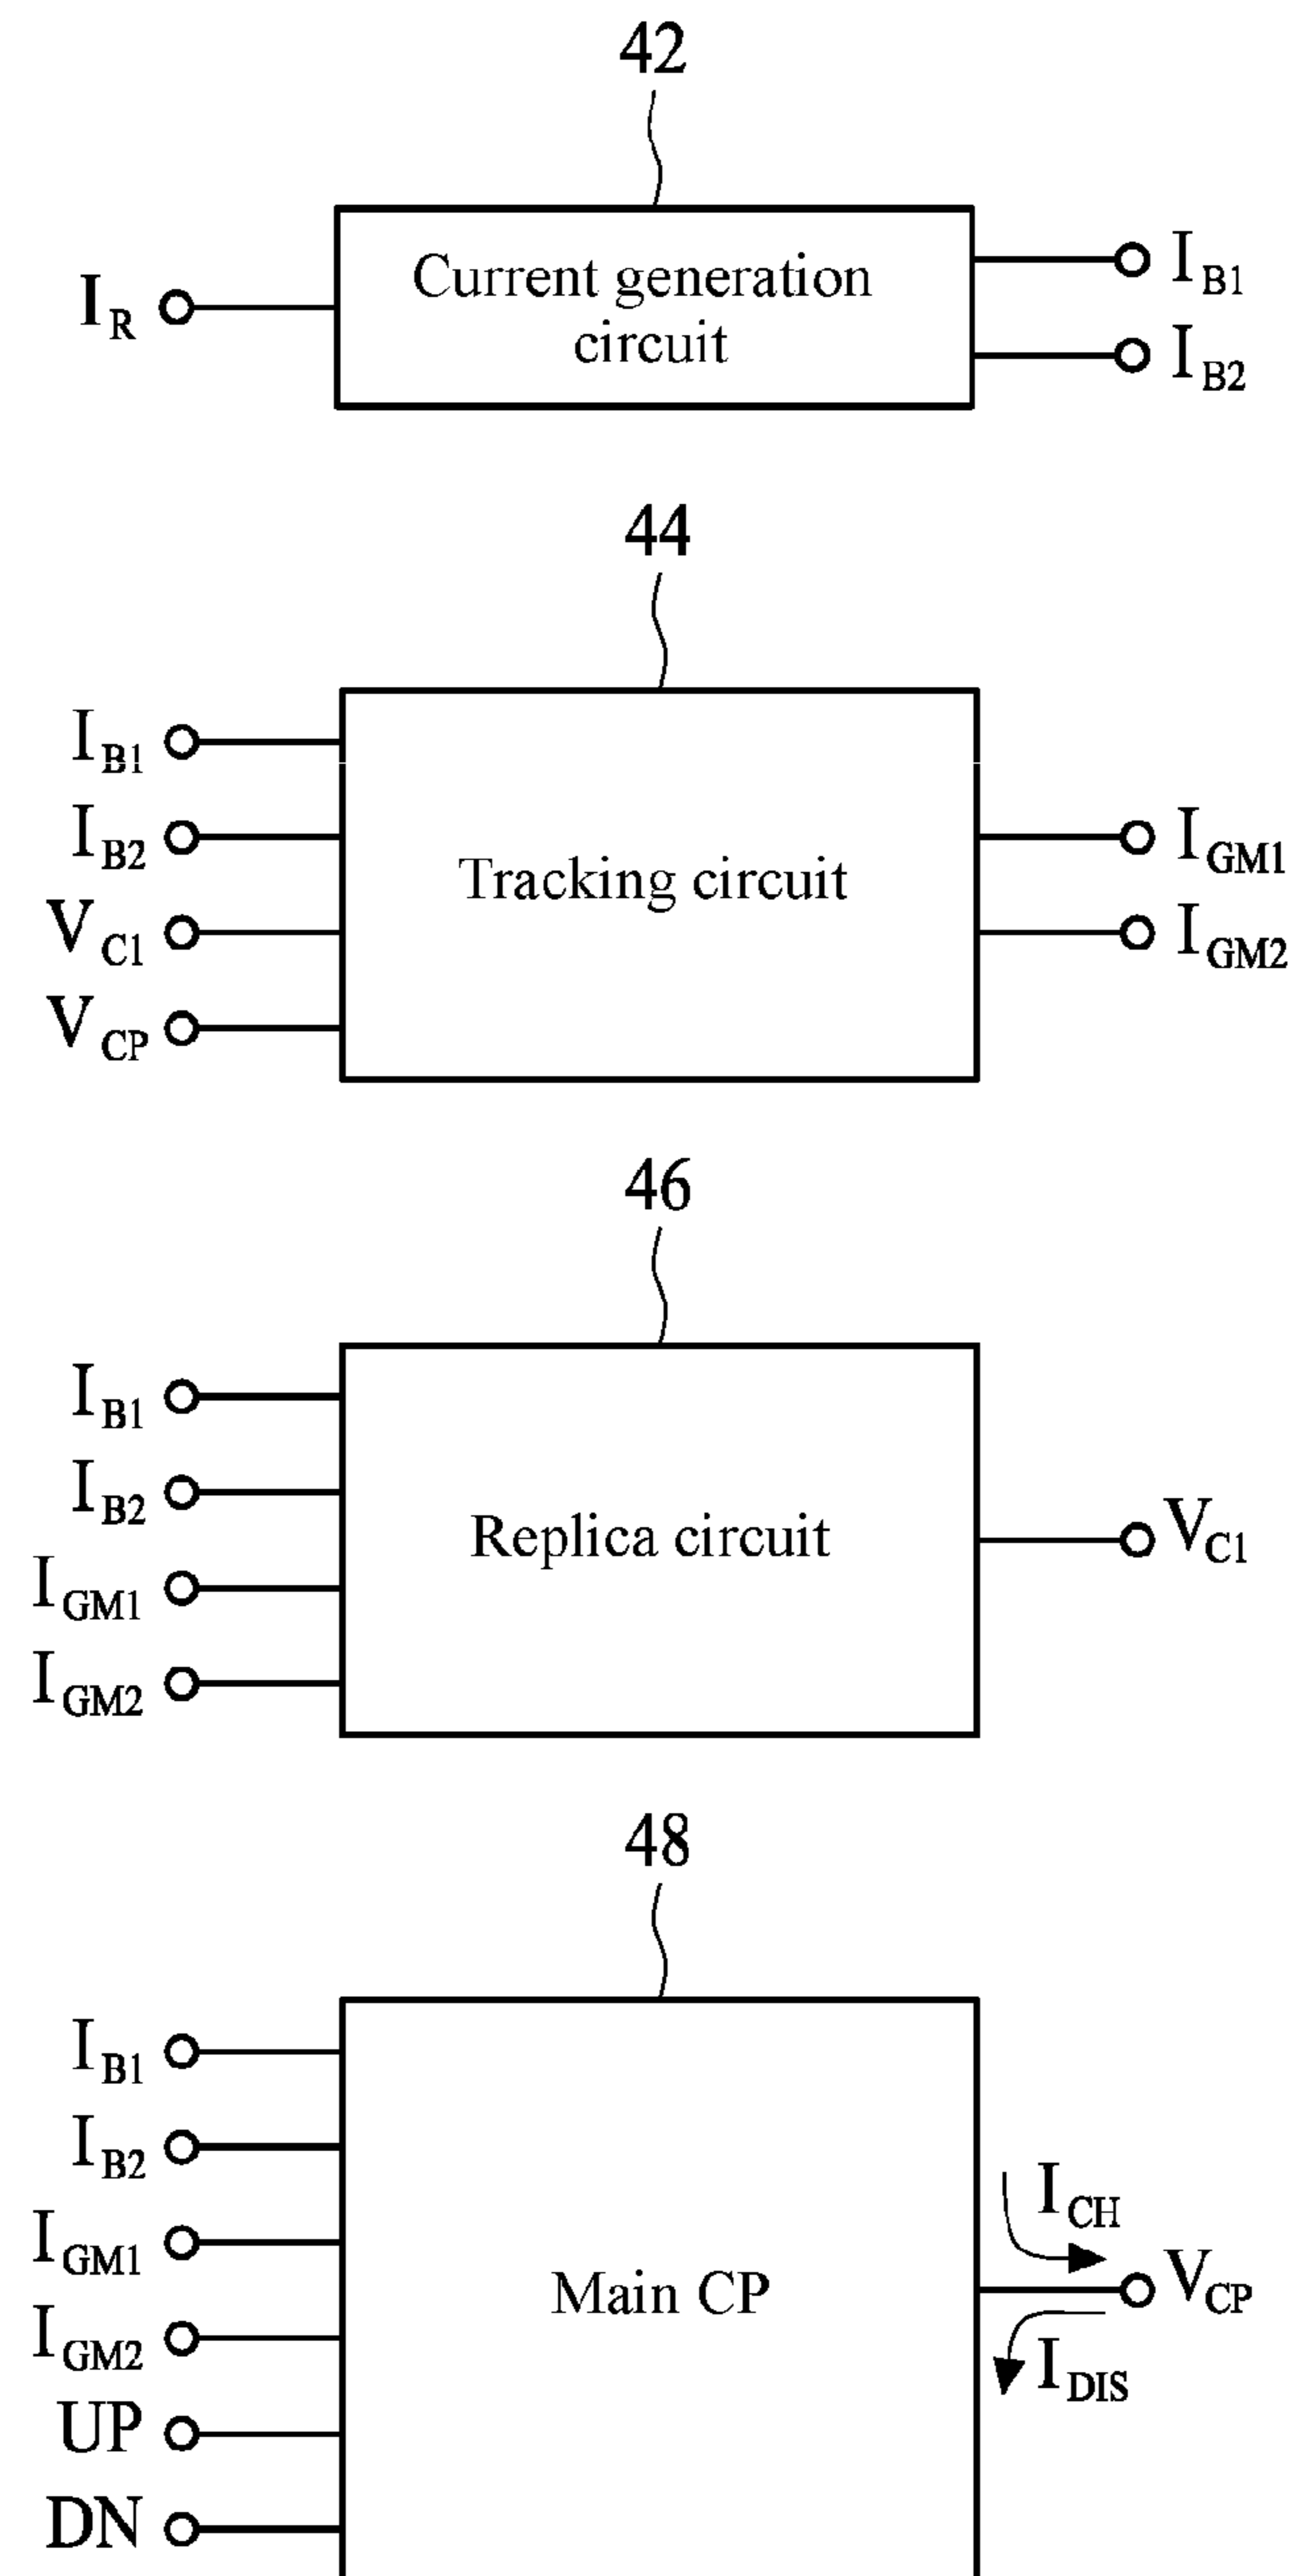 42
I_R
Current generation
circuit
I_B1
I_B2
44
I_B1
I_B2
V_C1
V_CP
Tracking circuit
I_GM1
I_GM2
46
I_B1
I_B2
I_GM1
I_GM2
Replica circuit
V_C1
48
I_B1
I_B2
I_GM1
I_GM2
UP
DN
Main CP
I_CH
V_CP
I_DIS